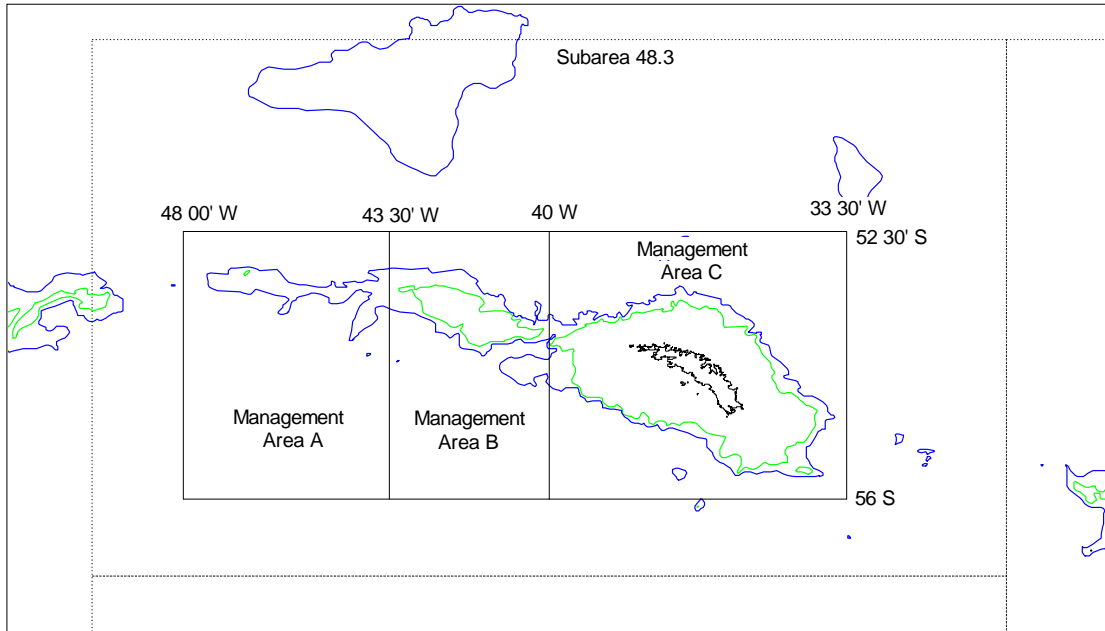 Subarea 48.3
48 00' W
43 30' W
40 W
33 30' W
52 30' S
Management
Area C
Management
Area A
Management
Area B
56 S